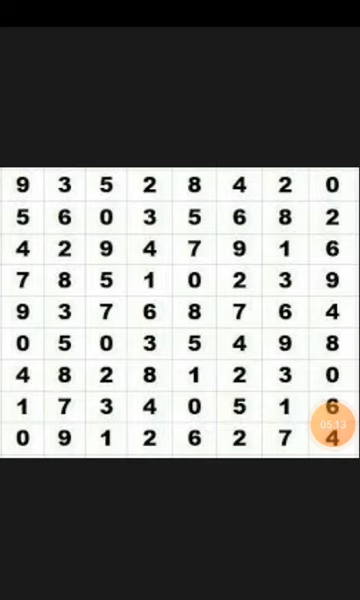 9 3 5 2 8 4 2 0
5 6 0 3 5 6 8 2
4 2 9 4 7 9 1 6
7 8 5 1 0 2 3 9
9 3 7 6 8 7 6 4
0 5 0 3 5 4 9 8
4 8 2 8 1 2 3 0
1 7 3 4 0 5 1 6
05:13
0 9 1 2 6 2 7 4